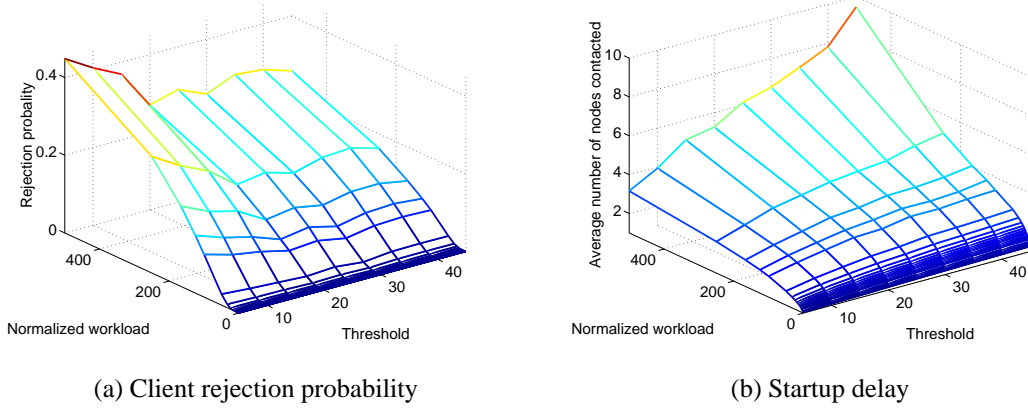 Rejection probability
0.4
0.2
0
400
200
0
Normalized workload
10
20
30
40
Threshold
(a) Client rejection probability
Average number of nodes contacted
10
8
6
4
2
400
200
0
Normalized workload
10
20
30
40
Threshold
(b) Startup delay